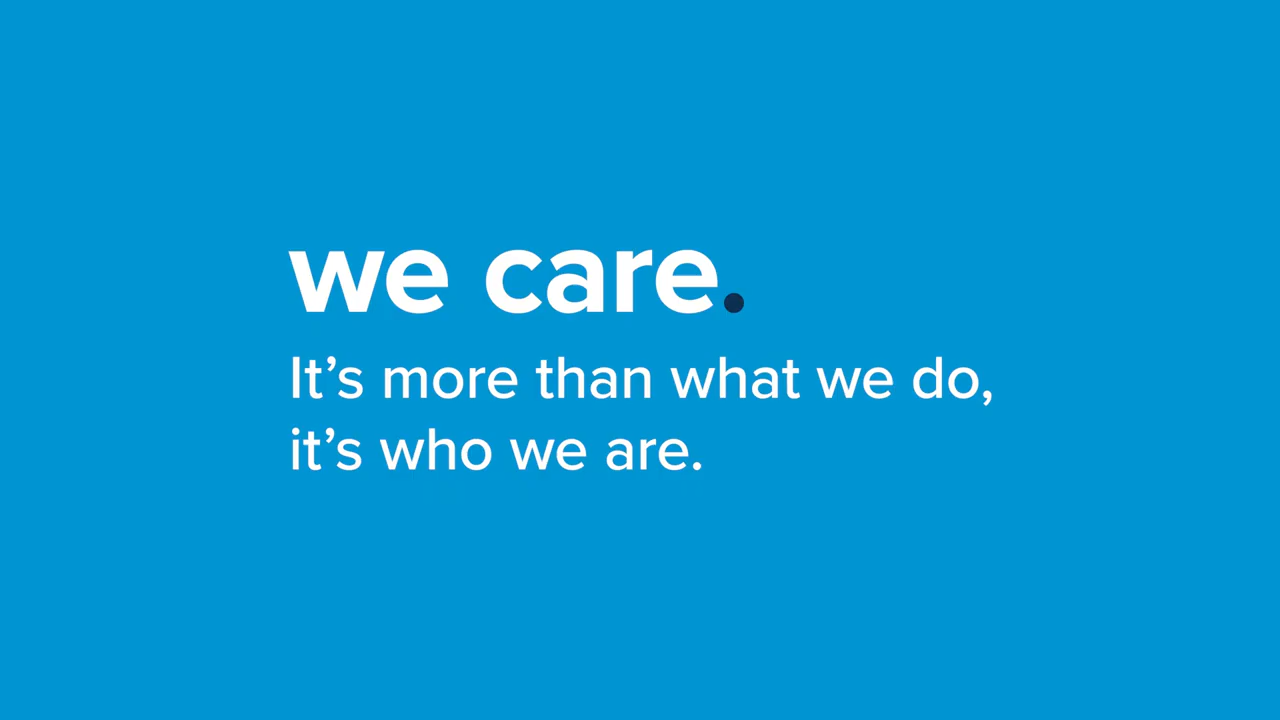 we care.
It’s more than what we do,
it’s who we are.